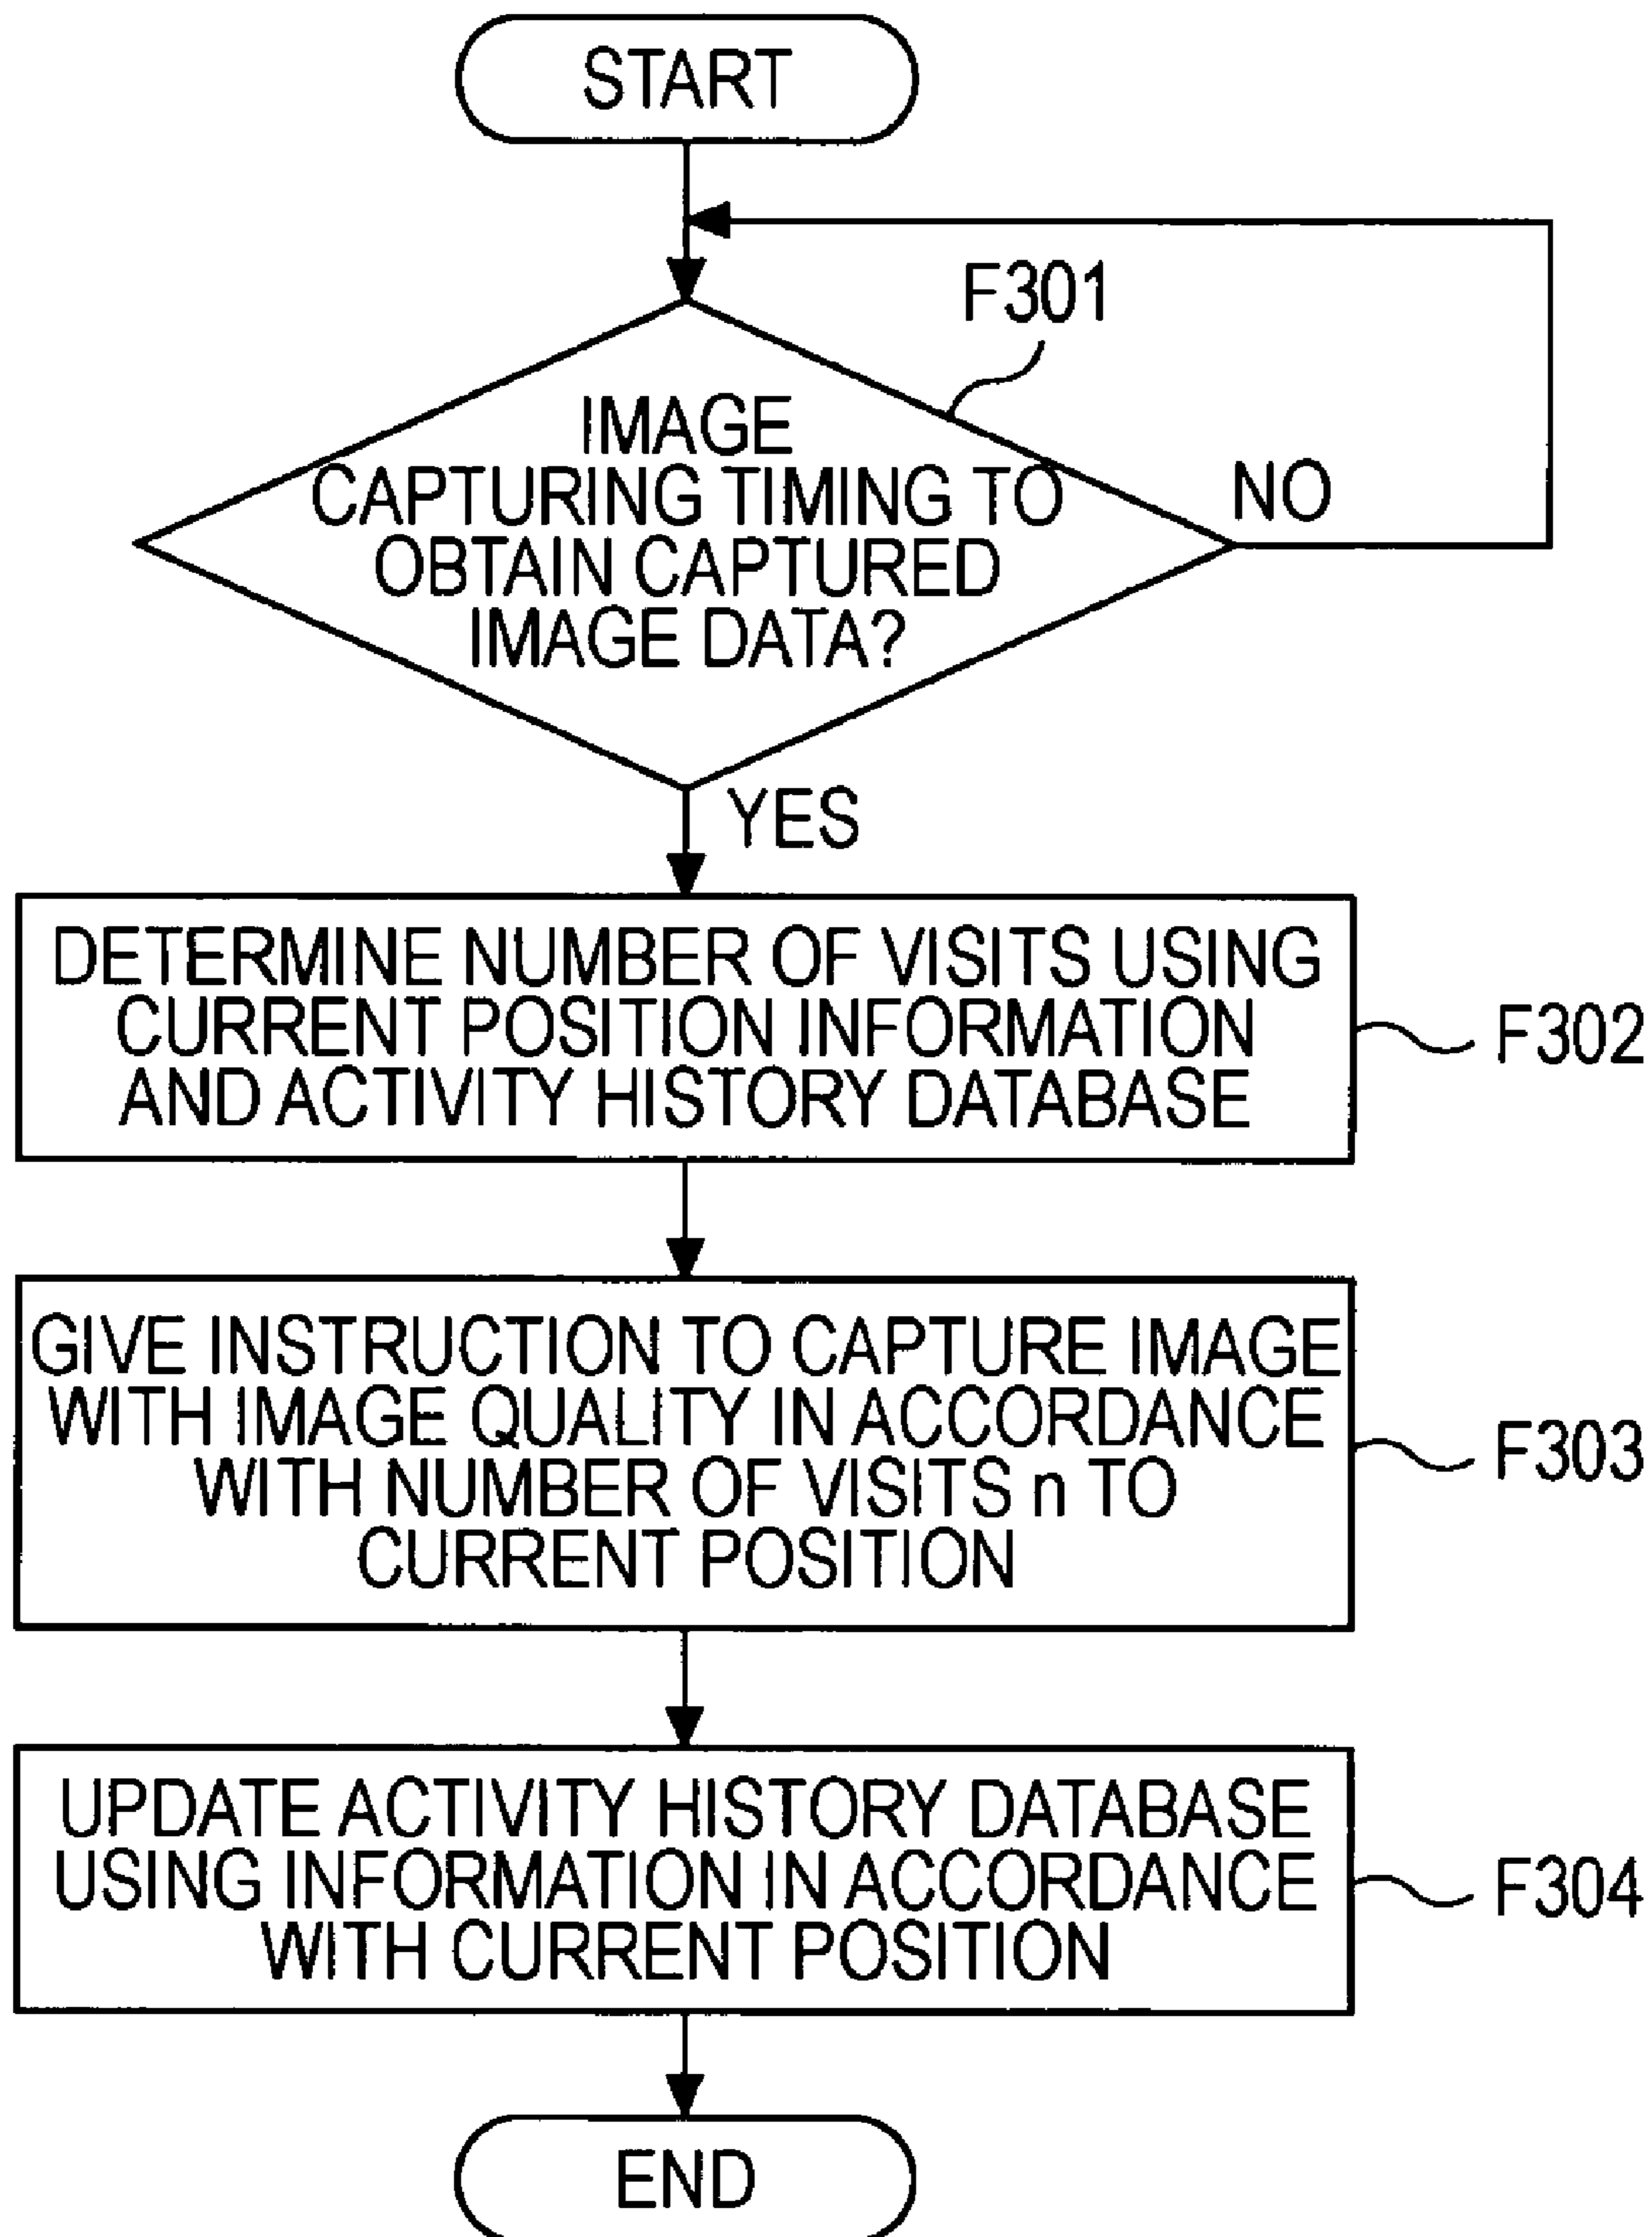 START
F301
IMAGE
CAPTURING TIMING TO
OBTAIN CAPTURED
IMAGE DATA?
NO
YES
DETERMINE NUMBER OF VISITS USING
CURRENT POSITION INFORMATION
AND ACTIVITY HISTORY DATABASE
F302
GIVE INSTRUCTION TO CAPTURE IMAGE
WITH IMAGE QUALITY IN ACCORDANCE
WITH NUMBER OF VISITS n TO
CURRENT POSITION
F303
UPDATE ACTIVITY HISTORY DATABASE
USING INFORMATION IN ACCORDANCE
WITH CURRENT POSITION
F304
END